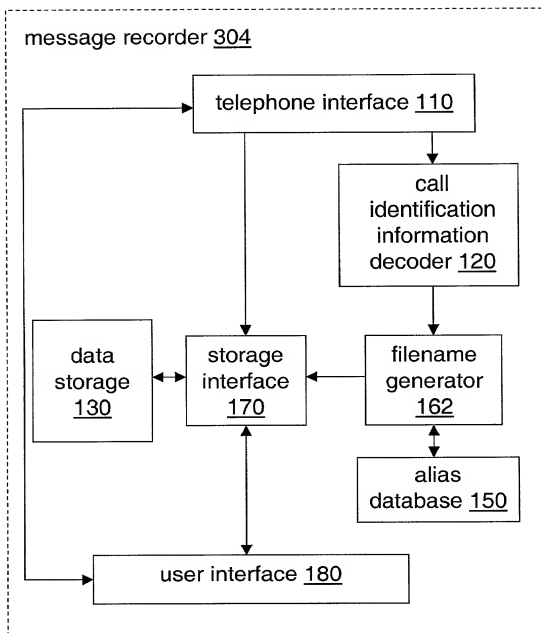 message recorder 304
telephone interface 110
call
identification
information
decoder 120
data
storage
130
storage
interface
170
filename
generator
162
alias
database 150
user interface 180